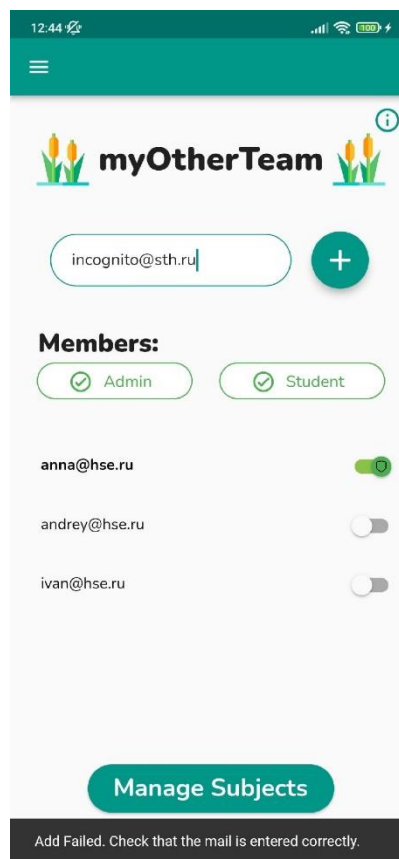 12:44
100
myOtherTeam
incognito@sth.ru
Members:
Admin Student
anna@hse.ru
andrey@hse.ru
ivan@hse.ru
Manage Subjects
Add Failed. Check that the mail is entered correctly.